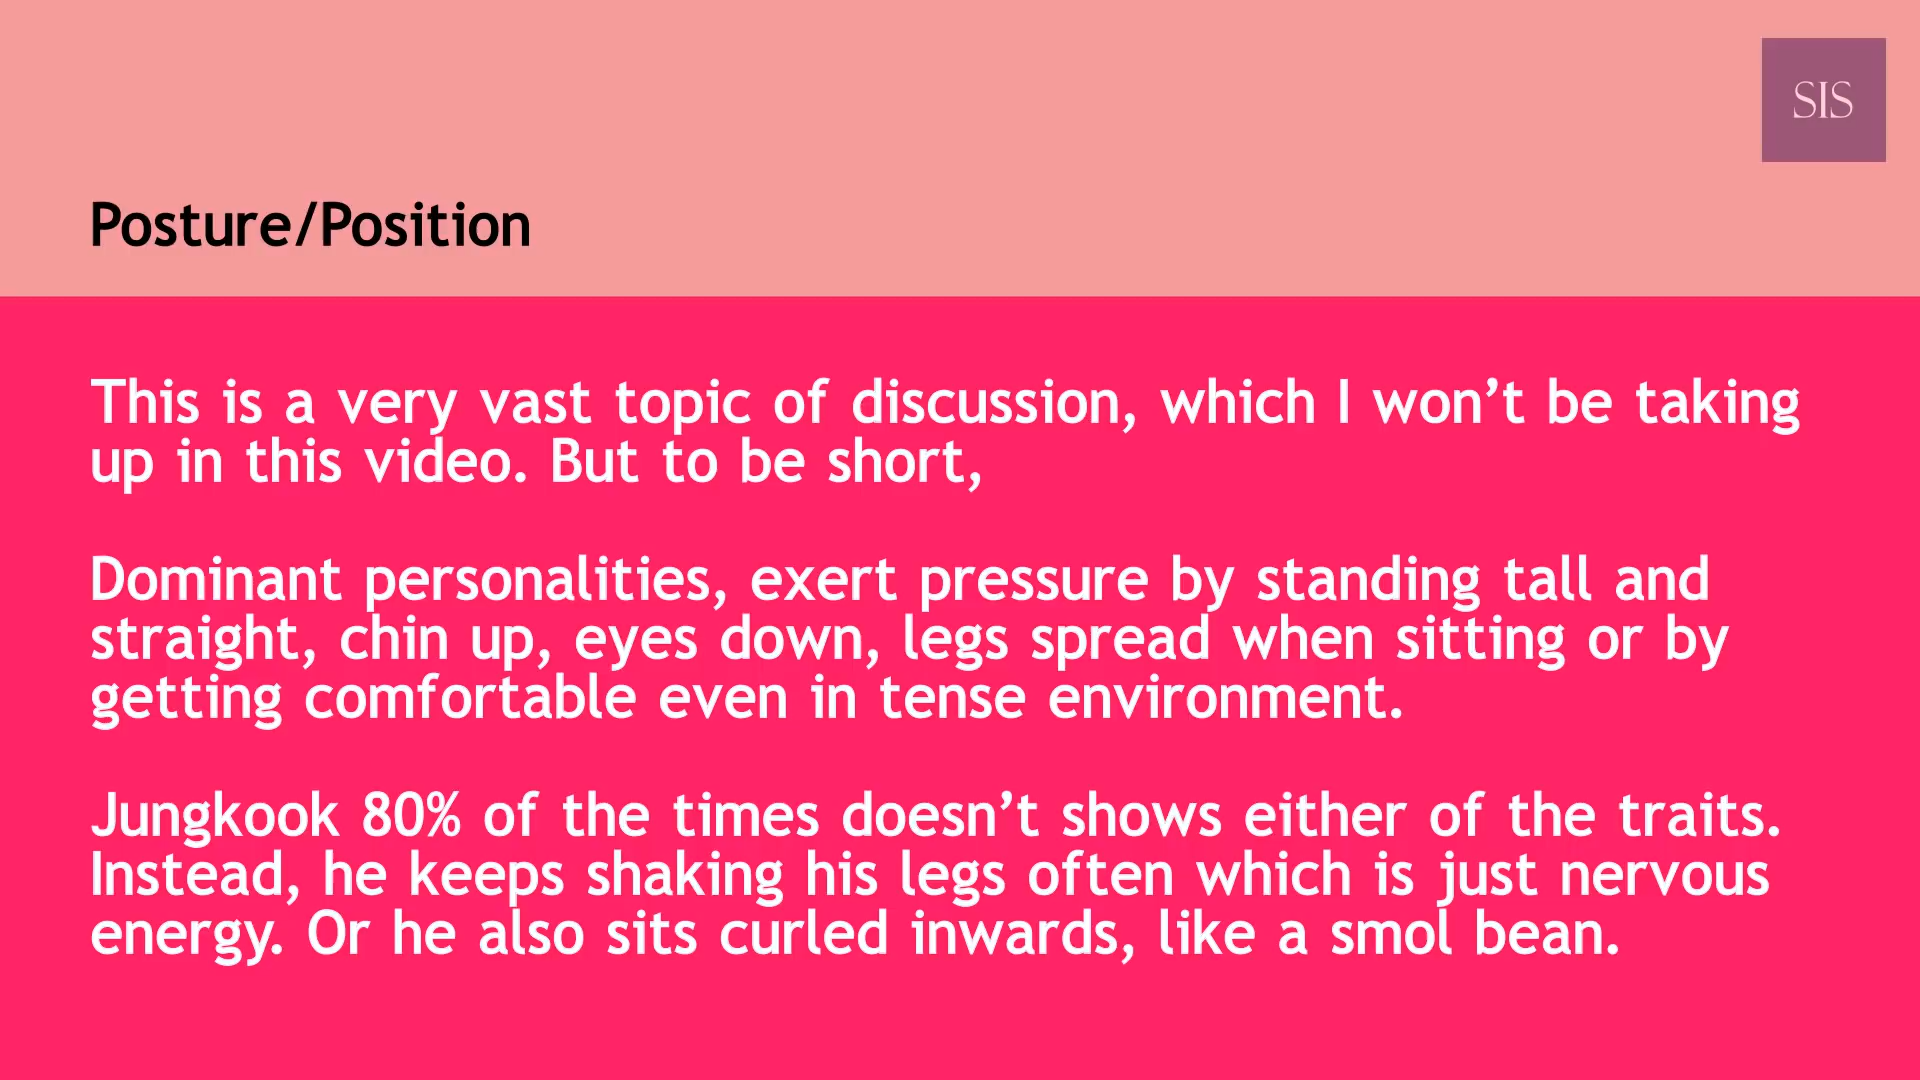 SIS
Posture/Position
This is a very vast topic of discussion, which I won’t be taking
up in this video. But to be short,
Dominant personalities, exert pressure by standing tall and
straight, chin up, eyes down, legs spread when sitting or by
getting comfortable even in tense environment.
Jungkook 80% of the times doesn’t shows either of the traits.
Instead, he keeps shaking his legs often which is just nervous
energy. Or he also sits curled inwards, like a smol bean.